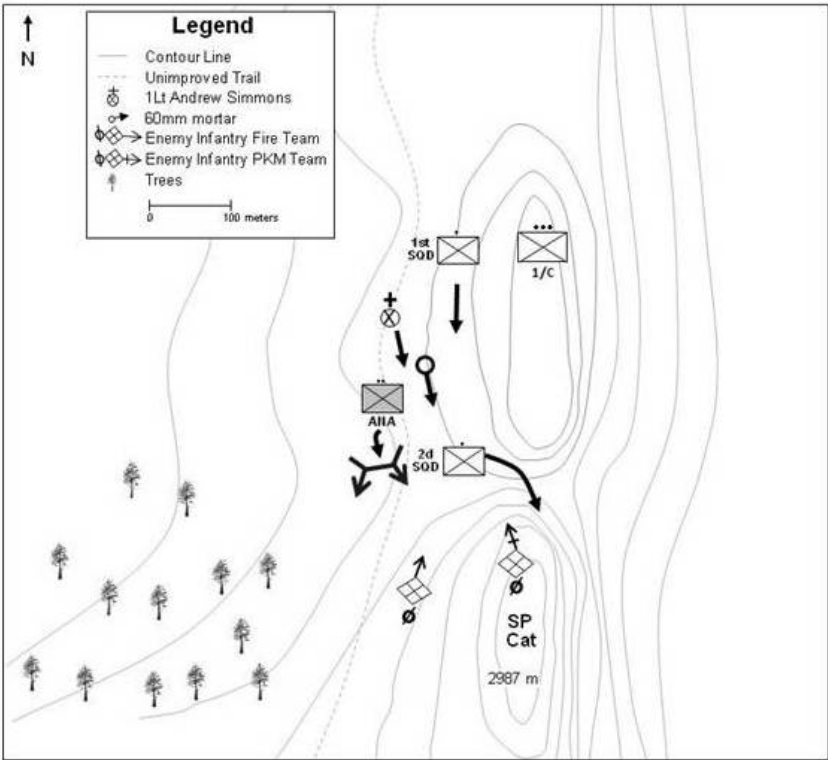 N
Legend
Contour Line
Unimproved Trail
1Lt Andrew Simmons
60mm mortar
Enemy Infantry Fire Team
Enemy Infantry PKM Team
Trees
0 100 meters
1st
SQD
1/C
ANA
2d
SQD
SP
Cat
2987 m